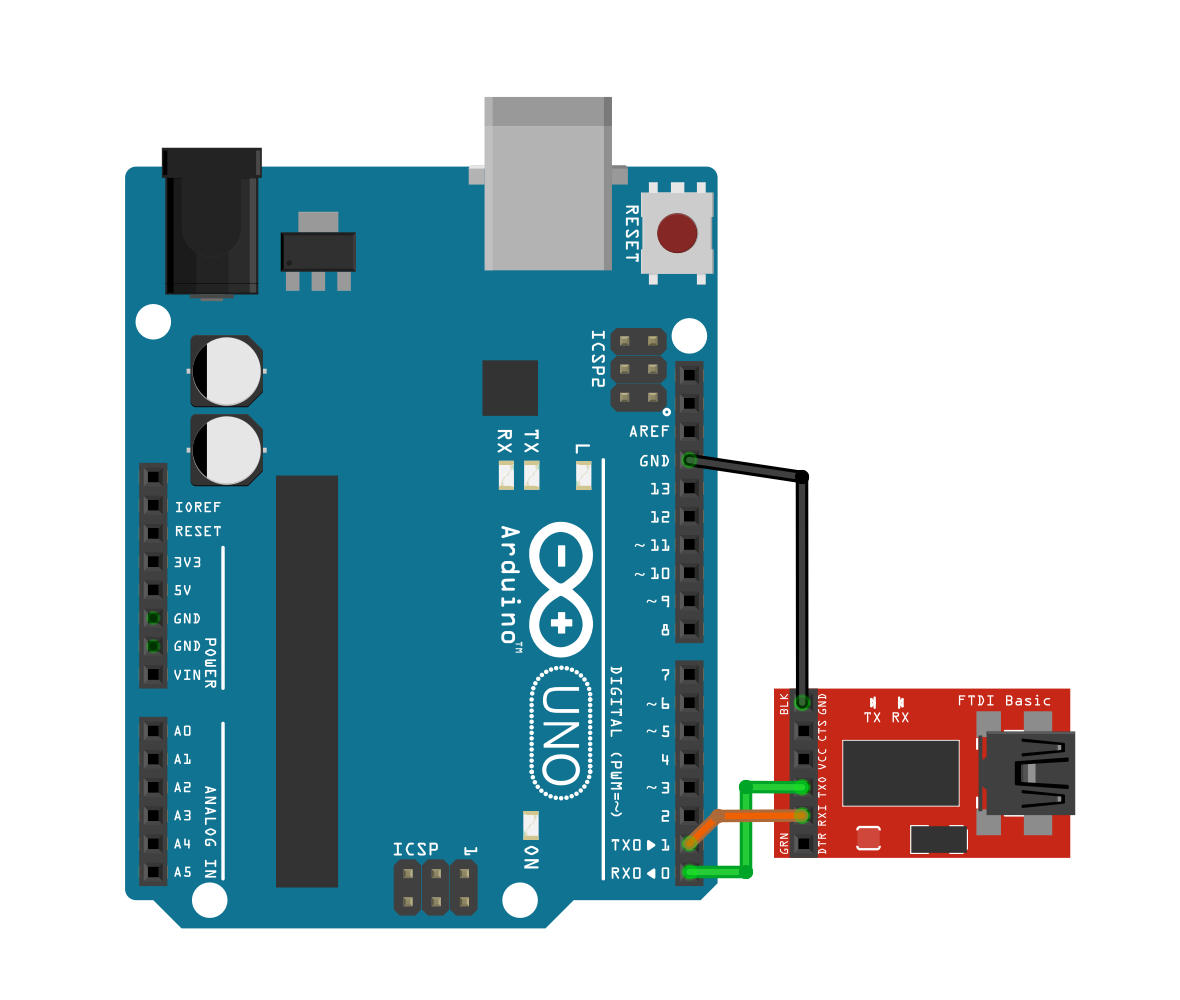 RESET
ICSP2
AREF
GND
13
12
~11
~10
~9
8
7
~6
~5
4
~3
2
TX0▶1
RX0◀0
DIGITAL (PWM=~)
RX
TX
L
Arduino™
UNO
ON
ICSP
1
IOREF
RESET
3V3
5V
GND
GND
VIN
POWER
A0
A1
A2
A3
A4
A5
ANALOG IN
FTDI Basic
TX RX
BLK
GRN
GND
CTS
VCC
TXO
RXI
DTR